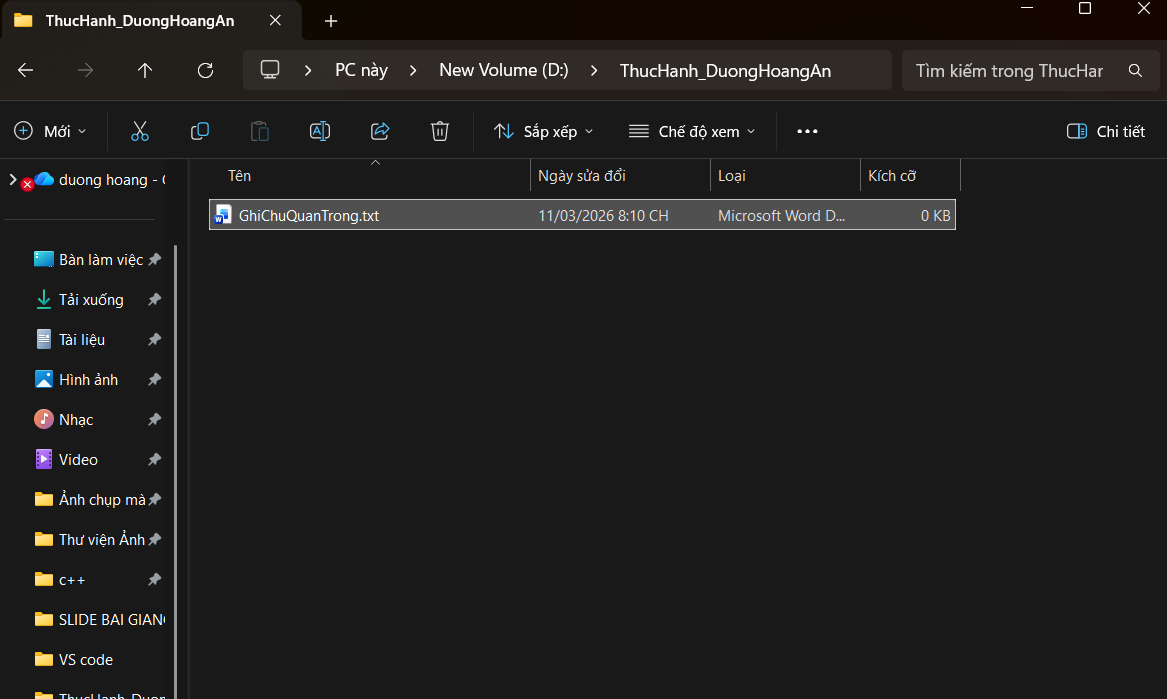 ThucHanh_DuongHoangAn
PC này > New Volume (D:) > ThucHanh_DuongHoangAn
Tìm kiếm trong ThucHar
Mới
Sắp xếp
Chế độ xem
Chi tiết
duong hoang -
Tên Ngày sửa đổi Loại Kích cỡ
GhiChuQuanTrong.txt 11/03/2026 8:10 CH Microsoft Word D... 0 KB
Bàn làm việc
Tải xuống
Tài liệu
Hình ảnh
Nhạc
Video
Ảnh chụp mà
Thư viện Ảnh
c++
SLIDE BAI GIAN
VS code
ThucHanh_Duon